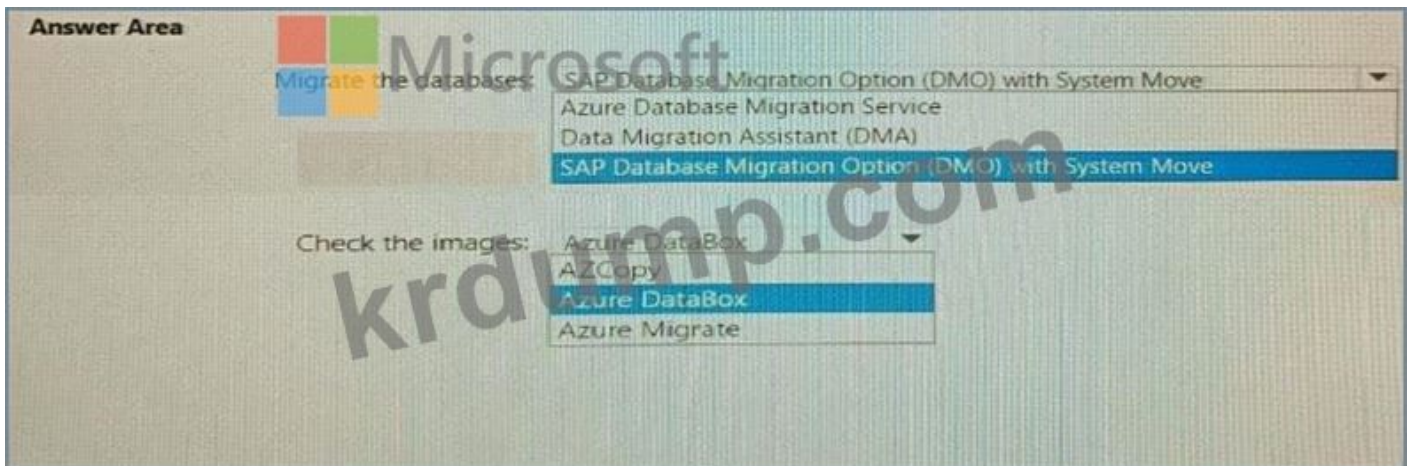 Answer Area
Microsoft
Migrate the databases: SAP Database Migration Option (DMO) with System Move
Azure Database Migration Service
Data Migration Assistant (DMA)
SAP Database Migration Option (DMO) with System Move
krdump.com
Check the images: Azure DataBox
AZCopy
Azure DataBox
Azure Migrate